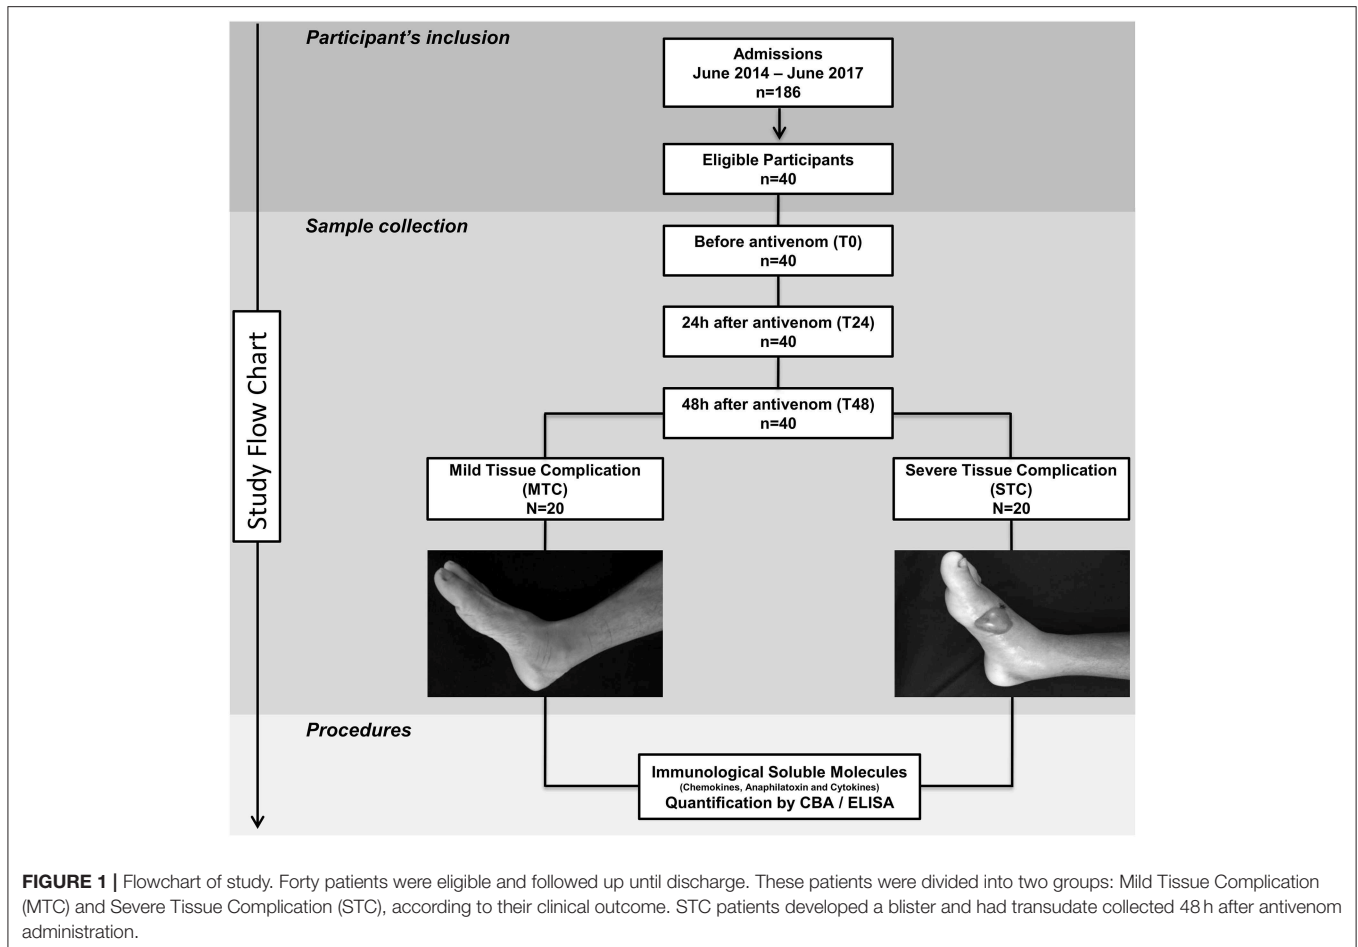 Participant's inclusion
Admissions
June 2014 – June 2017
n=186
Eligible Participants
n=40
Sample collection
Before antivenom (T0)
n=40
24h after antivenom (T24)
n=40
48h after antivenom (T48)
n=40
Study Flow Chart
Mild Tissue Complication
(MTC)
N=20
Severe Tissue Complication
(STC)
N=20
Procedures
Immunological Soluble Molecules
(Chemokines, Anaphilatoxin and Cytokines)
Quantification by CBA / ELISA
FIGURE 1 | Flowchart of study. Forty patients were eligible and followed up until discharge. These patients were divided into two groups: Mild Tissue Complication
(MTC) and Severe Tissue Complication (STC), according to their clinical outcome. STC patients developed a blister and had transudate collected 48 h after antivenom
administration.